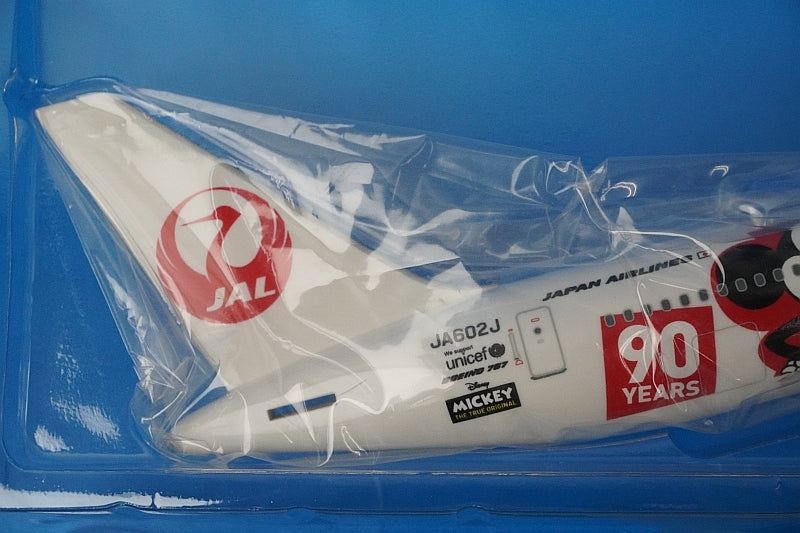 JAL
JAPAN AIRLINES
JA602J
We support
unicef
BOEING 767
Disney
MICKEY
THE TRUE ORIGINAL
90
YEARS